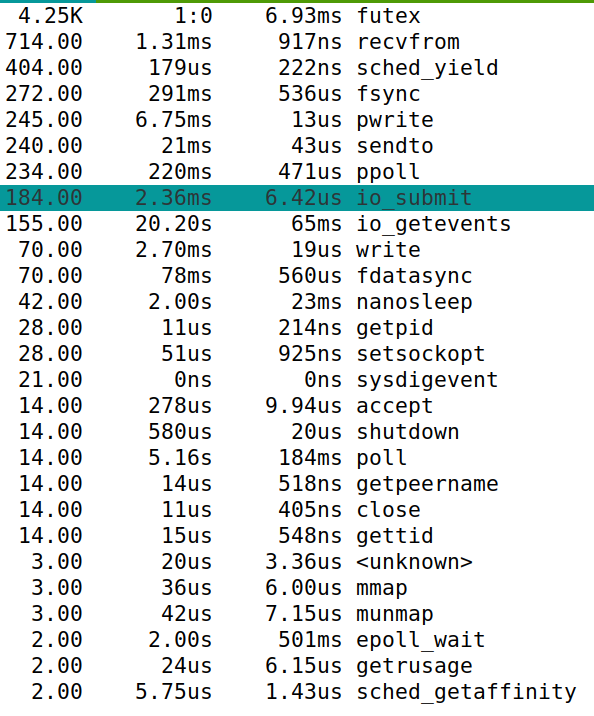 4.25K 1:0 6.93ms futex
714.00 1.31ms 917ns recvfrom
404.00 179us 222ns sched_yield
272.00 291ms 536us fsync
245.00 6.75ms 13us pwrite
240.00 21ms 43us sendto
234.00 220ms 471us ppoll
184.00 2.36ms 6.42us io_submit
155.00 20.20s 65ms io_getevents
70.00 2.70ms 19us write
70.00 78ms 560us fdatasync
42.00 2.00s 23ms nanosleep
28.00 11us 214ns getpid
28.00 51us 925ns setsockopt
21.00 0ns 0ns sysdigevent
14.00 278us 9.94us accept
14.00 580us 20us shutdown
14.00 5.16s 184ms poll
14.00 14us 518ns getpeername
14.00 11us 405ns close
14.00 15us 548ns gettid
3.00 20us 3.36us <unknown>
3.00 36us 6.00us mmap
3.00 42us 7.15us munmap
2.00 2.00s 501ms epoll_wait
2.00 24us 6.15us getrusage
2.00 5.75us 1.43us sched_getaffinity